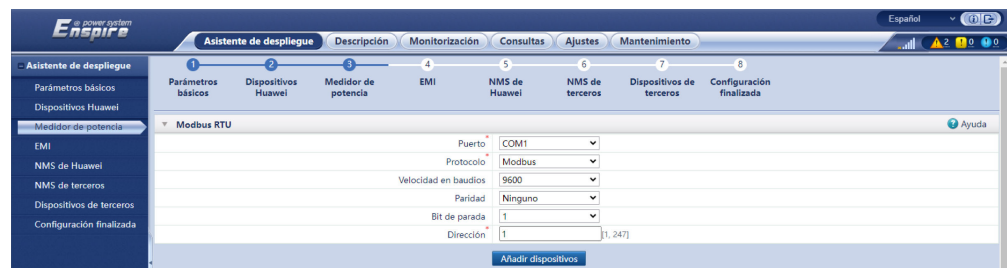 Enspire e power system
Español
Asistente de despliegue Descripción Monitorización Consultas Ajustes Mantenimiento
2 0 0
Asistente de despliegue
Parámetros básicos
Dispositivos Huawei
Medidor de potencia
EMI
NMS de Huawei
NMS de terceros
Dispositivos de terceros
Configuración finalizada
1 2 3 4 5 6 7 8
Parámetros básicos
Dispositivos Huawei
Medidor de potencia
EMI
NMS de Huawei
NMS de terceros
Dispositivos de terceros
Configuración finalizada
Modbus RTU Ayuda
Puerto * COM1
Protocolo * Modbus
Velocidad en baudios 9600
Paridad Ninguno
Bit de parada 1
Dirección * 1 [1, 247]
Añadir dispositivos